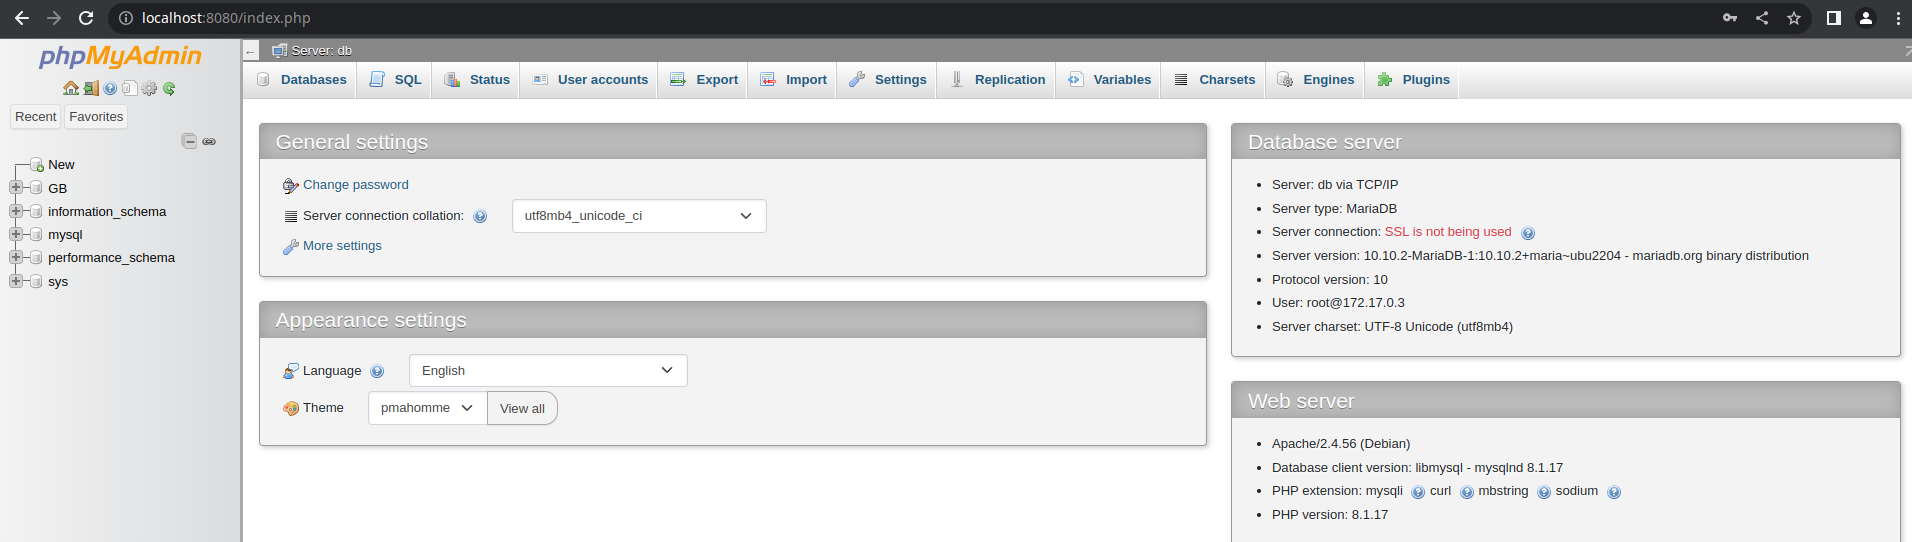 localhost:8080/index.php
phpMyAdmin
Recent Favorites
New
GB
information_schema
mysql
performance_schema
sys
Server: db
Databases SQL Status User accounts Export Import Settings Replication Variables Charsets Engines Plugins
General settings
Change password
Server connection collation: utf8mb4_unicode_ci
More settings
Appearance settings
Language English
Theme pmahomme View all
Database server
Server: db via TCP/IP
Server type: MariaDB
Server connection: SSL is not being used
Server version: 10.10.2-MariaDB-1:10.10.2+maria~ubu2204 - mariadb.org binary distribution
Protocol version: 10
User: root@172.17.0.3
Server charset: UTF-8 Unicode (utf8mb4)
Web server
Apache/2.4.56 (Debian)
Database client version: libmysql - mysqlnd 8.1.17
PHP extension: mysqli curl mbstring sodium
PHP version: 8.1.17